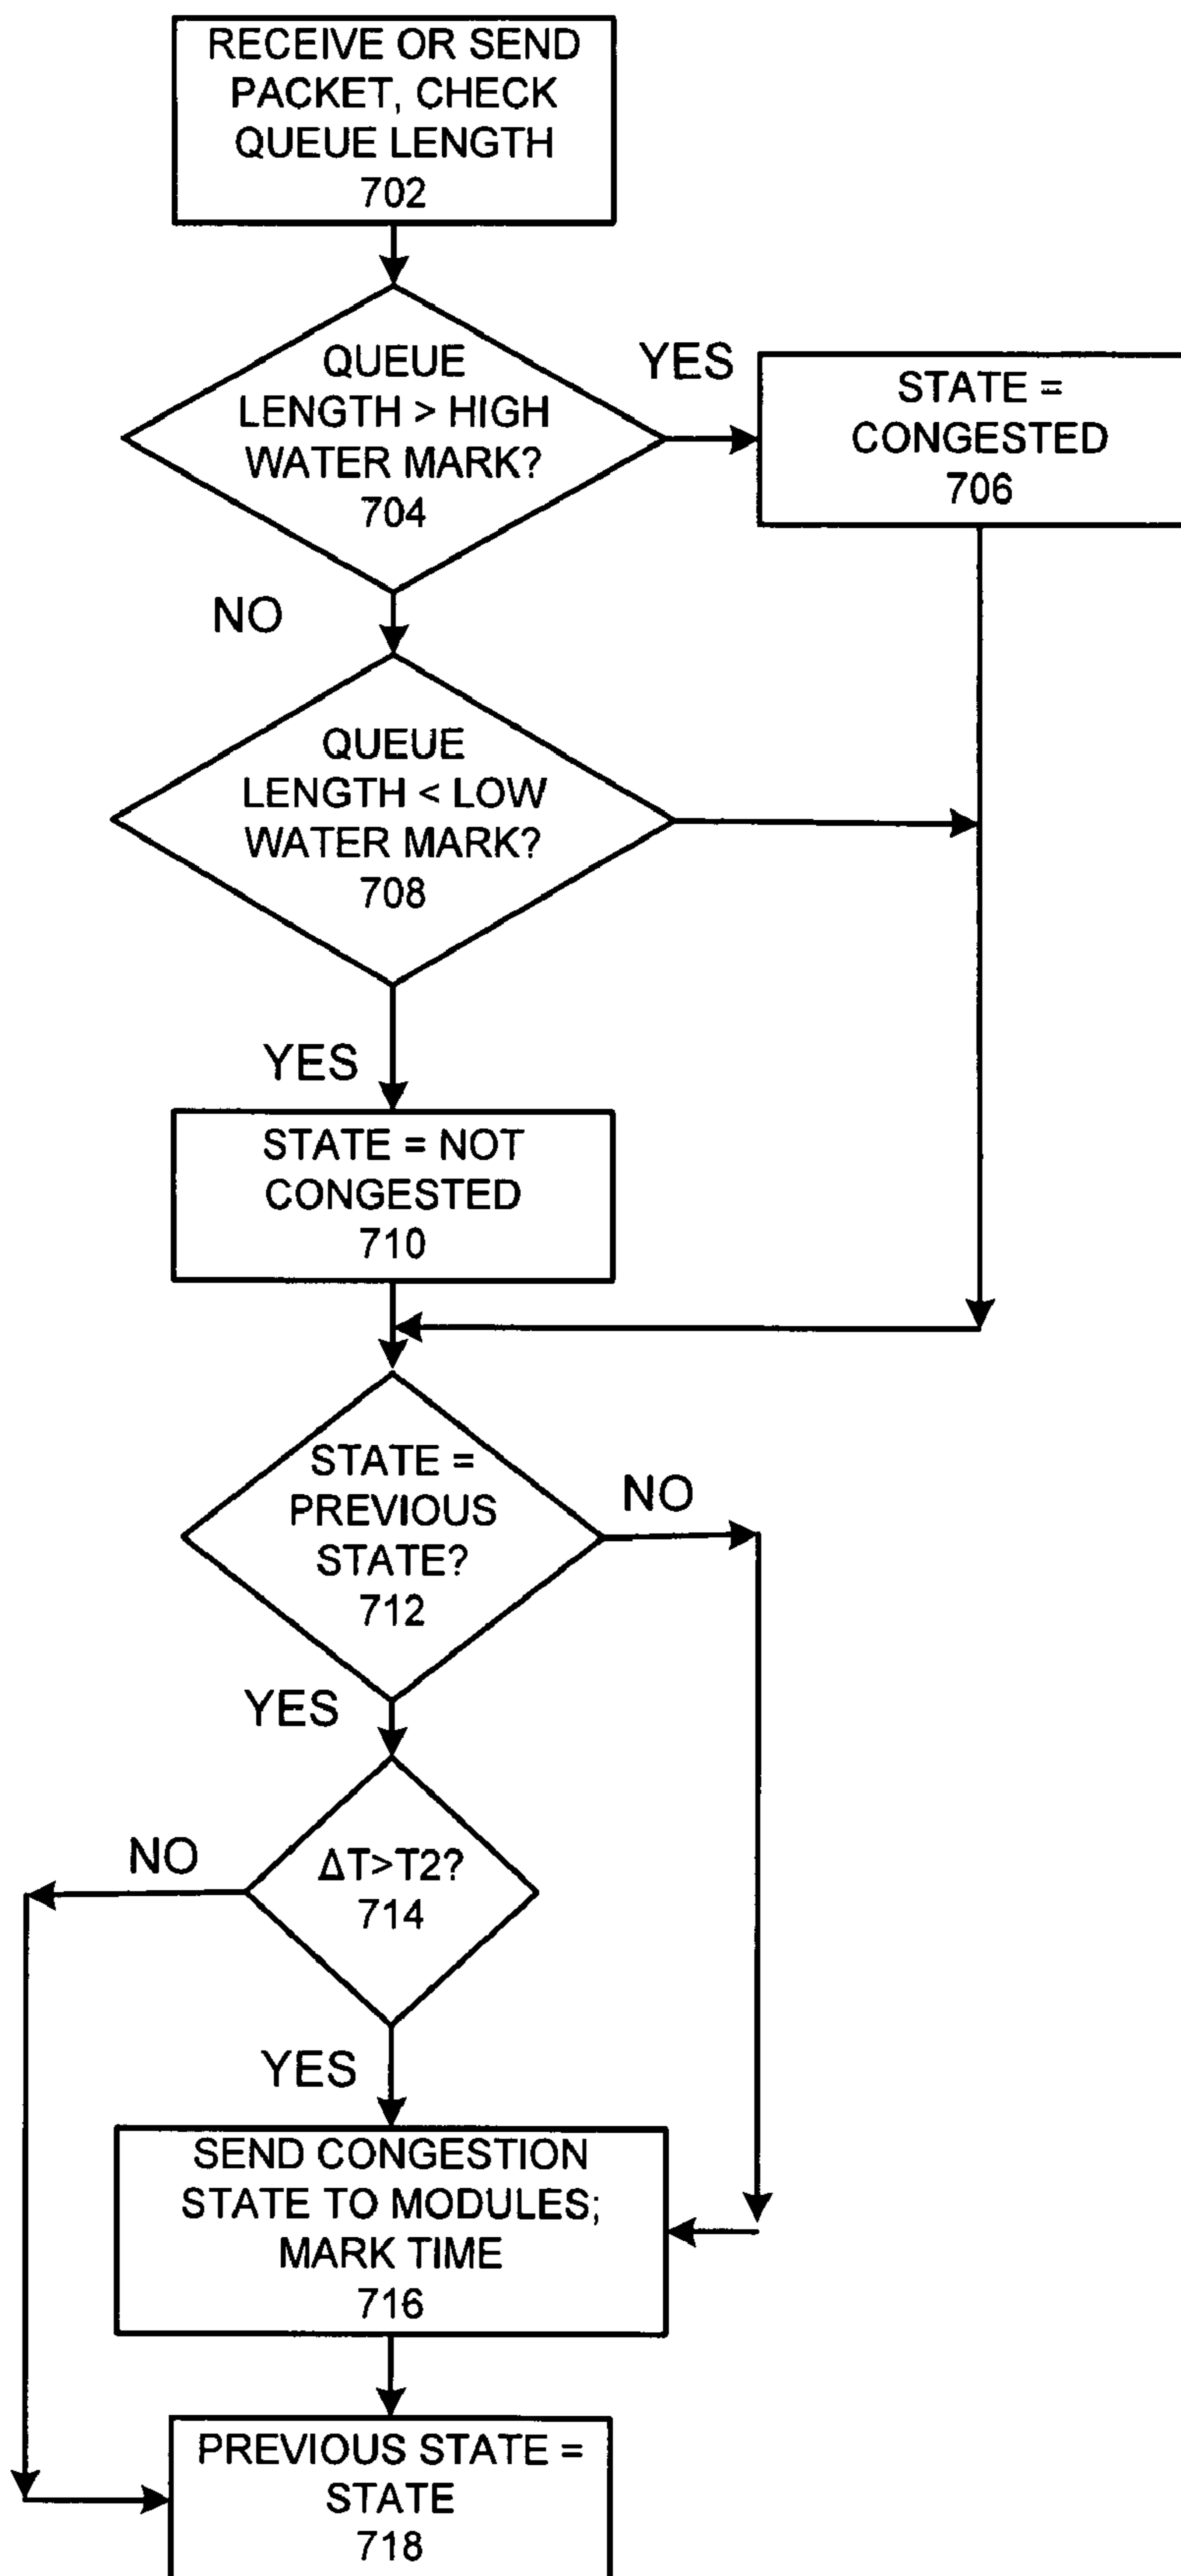 RECEIVE OR SEND
PACKET, CHECK
QUEUE LENGTH
702
QUEUE
LENGTH > HIGH
WATER MARK?
704
YES
STATE =
CONGESTED
706
NO
QUEUE
LENGTH < LOW
WATER MARK?
708
YES
STATE = NOT
CONGESTED
710
STATE =
PREVIOUS
STATE?
712
NO
YES
ΔT>T2?
714
NO
YES
SEND CONGESTION
STATE TO MODULES;
MARK TIME
716
PREVIOUS STATE =
STATE
718